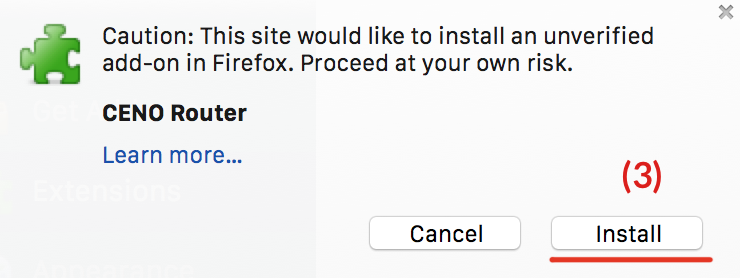 Caution: This site would like to install an unverified
add-on in Firefox. Proceed at your own risk.
CENO Router
Learn more...
Extensions
(3)
Cancel
Install